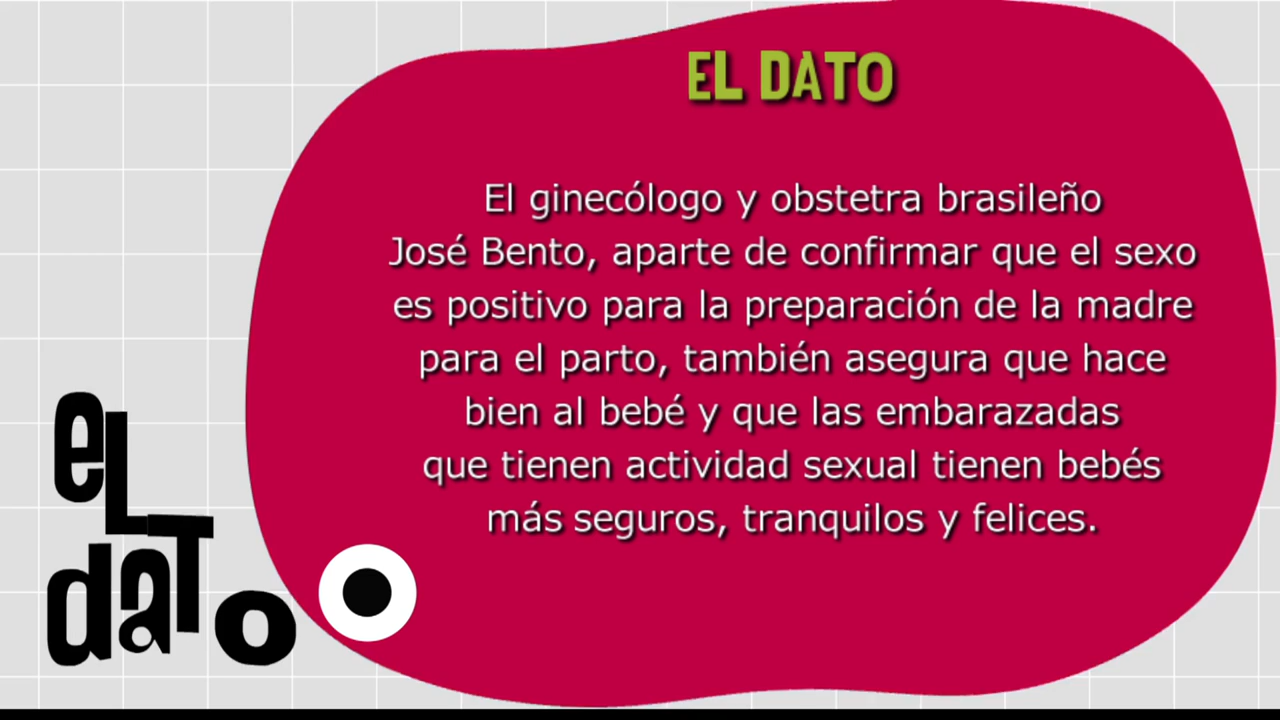 EL DATO
El ginecólogo y obstetra brasileño
José Bento, aparte de confirmar que el sexo
es positivo para la preparación de la madre
para el parto, también asegura que hace
bien al bebé y que las embarazadas
que tienen actividad sexual tienen bebés
más seguros, tranquilos y felices.
eL
daTo